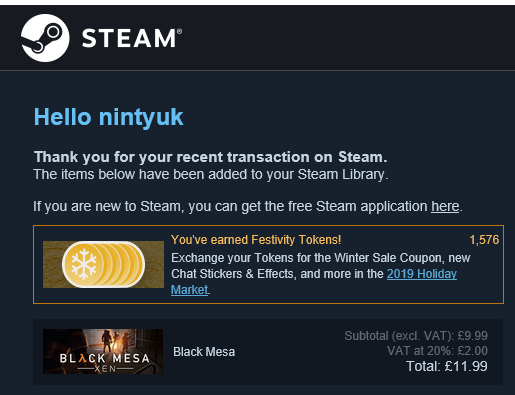 STEAM®
Hello nintyuk
Thank you for your recent transaction on Steam.
The items below have been added to your Steam Library.
If you are new to Steam, you can get the free Steam application here.
You've earned Festivity Tokens! 1,576
Exchange your Tokens for the Winter Sale Coupon, new
Chat Stickers & Effects, and more in the 2019 Holiday
Market.
BLACK MESA
XEN
Black Mesa
Subtotal (excl. VAT): £9.99
VAT at 20%: £2.00
Total: £11.99